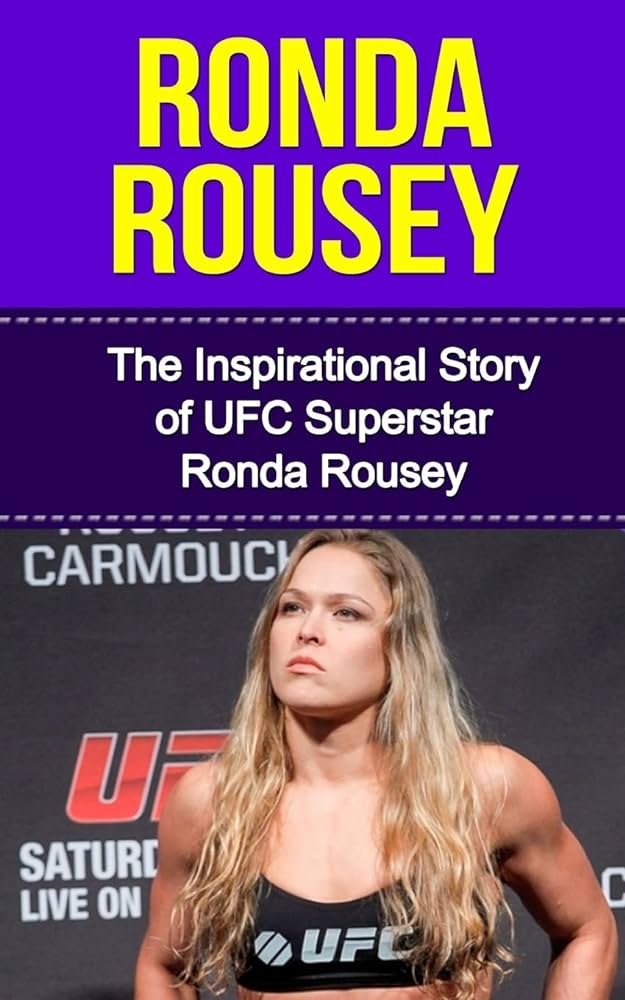 RONDA
ROUSEY
The Inspirational Story
of UFC Superstar
Ronda Rousey
CARMOUCH
UF
SATURD
LIVE ON
C
UFC